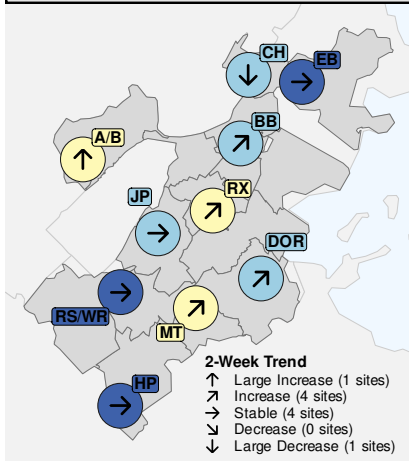 CH
EB
BB
A/B
RX
JP
DOR
RS/WR
MT
HP
2-Week Trend
↑ Large Increase (1 sites)
↗ Increase (4 sites)
→ Stable (4 sites)
↘ Decrease (0 sites)
↓ Large Decrease (1 sites)